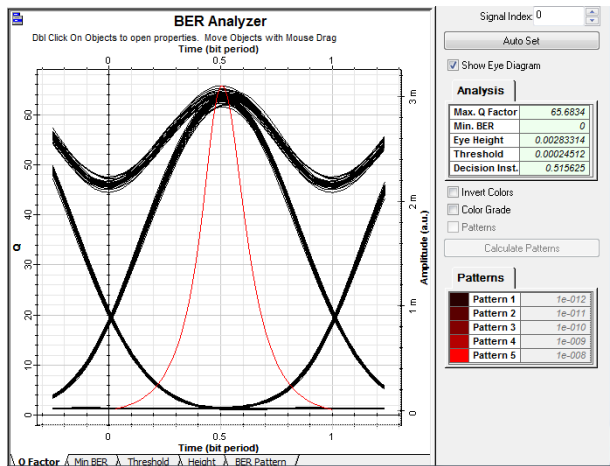 BER Analyzer
Dbl Click On Objects to open properties. Move Objects with Mouse Drag
Time (bit period)
0 0.5 1
60
50
40
30
20
10
0
Q
3 m
2 m
1 m
0
Amplitude (a.u.)
0 0.5 1
Time (bit period)
Q Factor Min BER Threshold Height BER Pattern
Signal Index: 0
Auto Set
Show Eye Diagram
Analysis
Max. Q Factor 65.6834
Min. BER 0
Eye Height 0.00283314
Threshold 0.00024512
Decision Inst. 0.515625
Invert Colors
Color Grade
Patterns
Calculate Patterns
Patterns
Pattern 1 1e-012
Pattern 2 1e-011
Pattern 3 1e-010
Pattern 4 1e-009
Pattern 5 1e-008